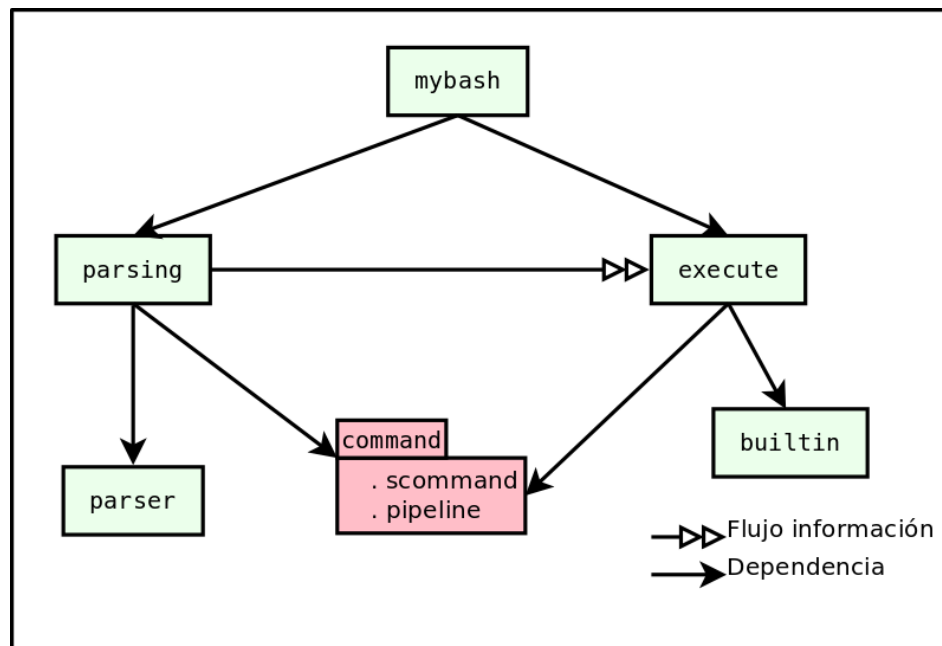 mybash
parsing
execute
command
. scommand
. pipeline
builtin
parser
Flujo información
Dependencia